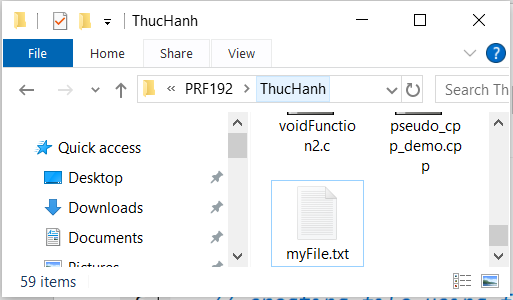 ThucHanh
File
Home
Share
View
PRF192
ThucHanh
Search Th
Quick access
Desktop
Downloads
Documents
Pictures
voidFunctio
n2.c
pseudo_cp
p_demo.cp
p
myFile.txt
59 items